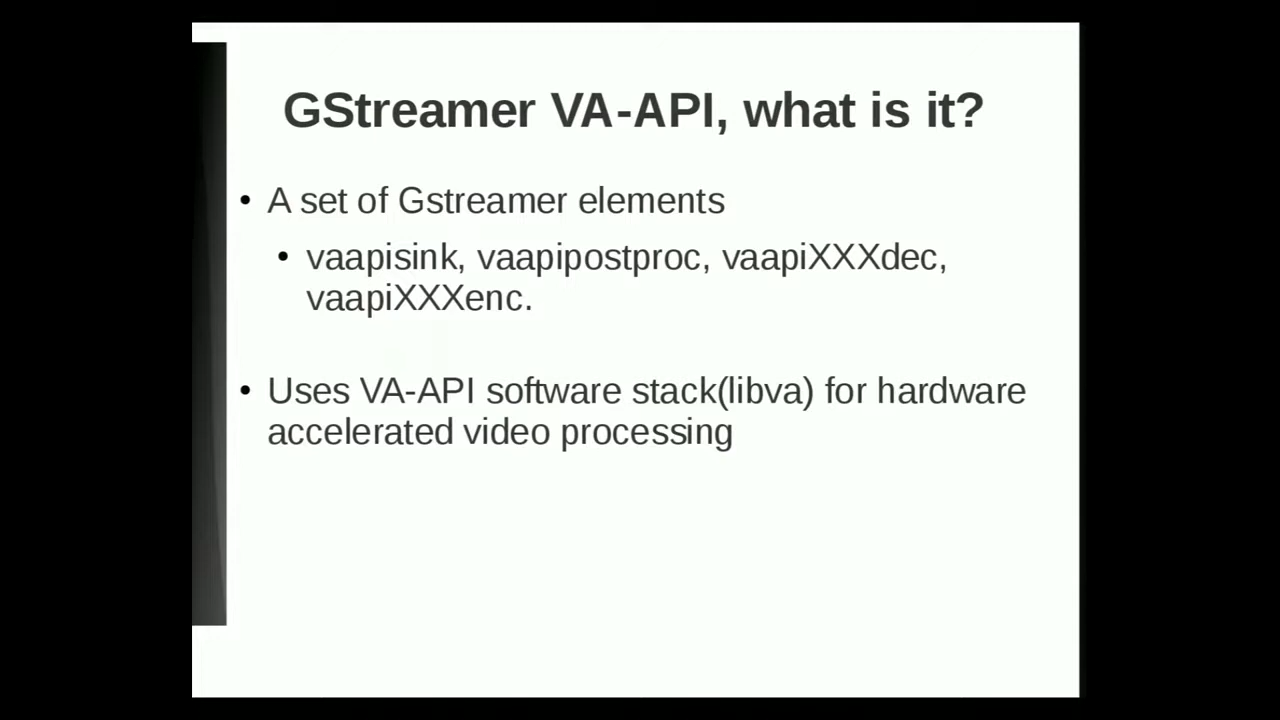 GStreamer VA-API, what is it?
• A set of Gstreamer elements
• vaapisink, vaapipostproc, vaapiXXXdec,
vaapiXXXenc.
• Uses VA-API software stack(libva) for hardware
accelerated video processing